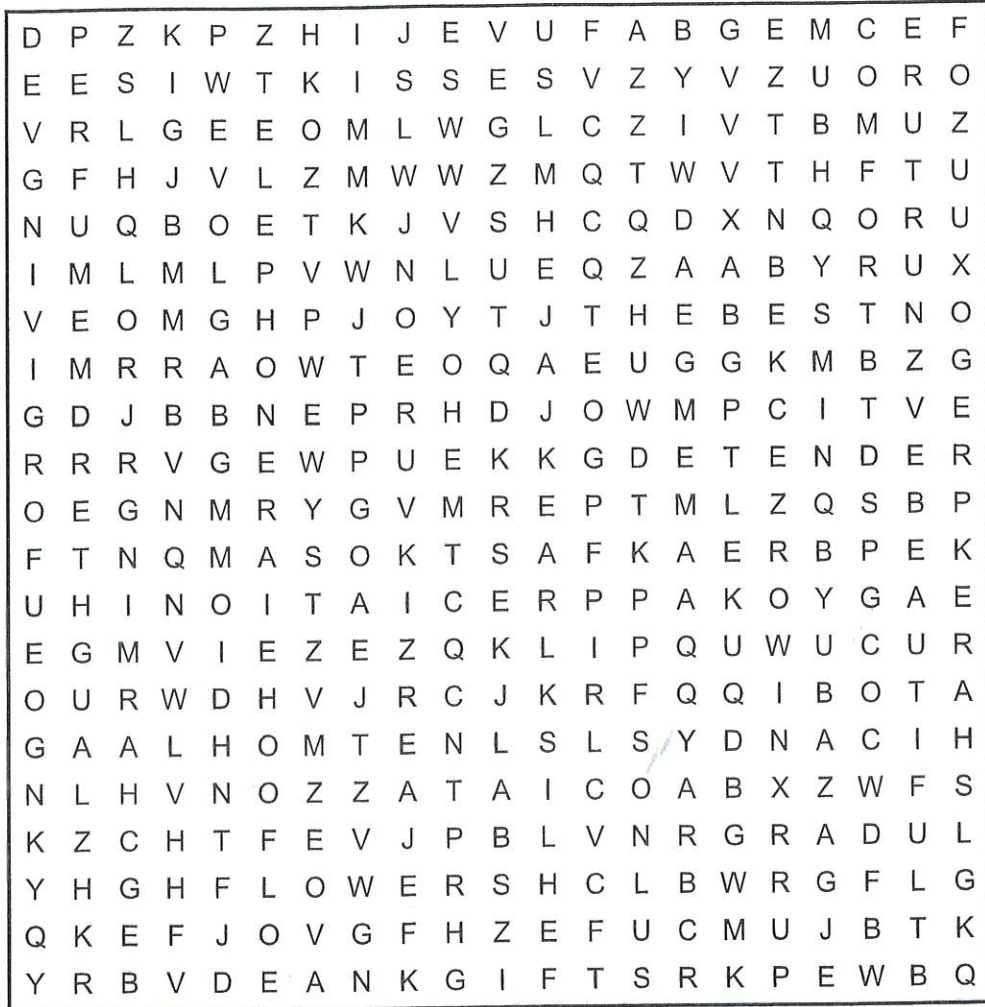 D P Z K P Z H I J E V U F A B G E M C E F
E E S I W T K I S S E S V Z Y V Z U O R O
V R L G E E O M L W G L C Z I V T B M U Z
G F H J V L Z M W W Z M Q T W V T H F T U
N U Q B O E T K J V S H C Q D X N Q O R U
I M L M L P V W N L U E Q Z A A B Y R U X
V E O M G H P J O Y T J T H E B E S T N O
I M R R A O W T E O Q A E U G G K M B Z G
G D J B B N E P R H D J O W M P C I T V E
R R R V G E W P U E K K G D E T E N D E R
O E G N M R Y G V M R E P T M L Z Q S B P
F T N Q M A S O K T S A F K A E R B P E K
U H I N O I T A I C E R P P A K O Y G A E
E G M V I E Z E Z Q K L I P Q U W U C U R
O U R W D H V J R C J K R F Q Q I B O T A
G A A L H O M T E N L S L S Y D N A C I H
N L H V N O Z Z A T A I C O A B X Z W F S
K Z C H T F E V J P B L V N R G R A D U L
Y H G H F L O W E R S H C L B W R G F L G
Q K E F J O V G F H Z E F U C M U J B T K
Y R B V D E A N K G I F T S R K P E W B Q